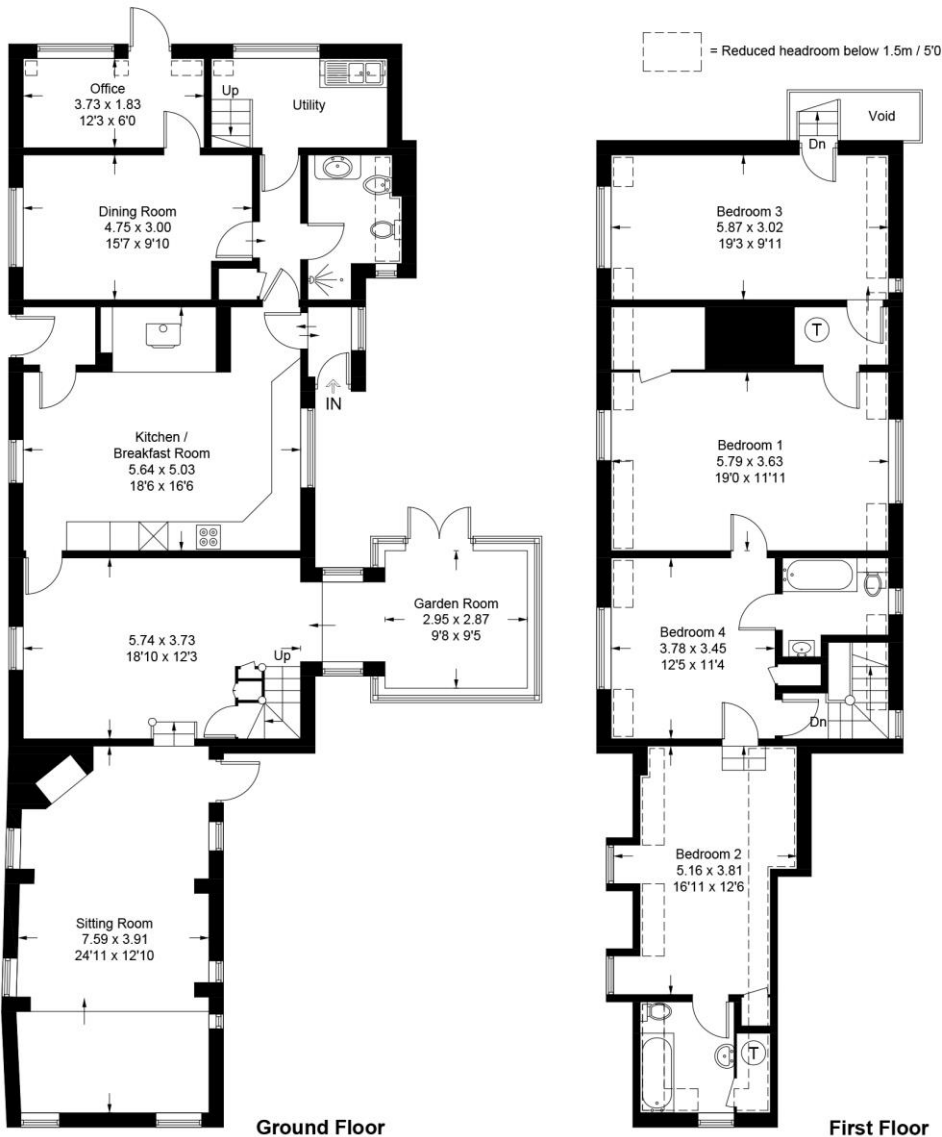 = Reduced headroom below 1.5m / 5'0
Office
3.73 x 1.83
12'3 x 6'0
Up
Utility
Dining Room
4.75 x 3.00
15'7 x 9'10
IN
Kitchen /
Breakfast Room
5.64 x 5.03
18'6 x 16'6
Garden Room
2.95 x 2.87
9'8 x 9'5
5.74 x 3.73
18'10 x 12'3
Up
Sitting Room
7.59 x 3.91
24'11 x 12'10
Ground Floor
Void
Dn
Bedroom 3
5.87 x 3.02
19'3 x 9'11
T
Bedroom 1
5.79 x 3.63
19'0 x 11'11
Bedroom 4
3.78 x 3.45
12'5 x 11'4
Dn
Bedroom 2
5.16 x 3.81
16'11 x 12'6
T
First Floor